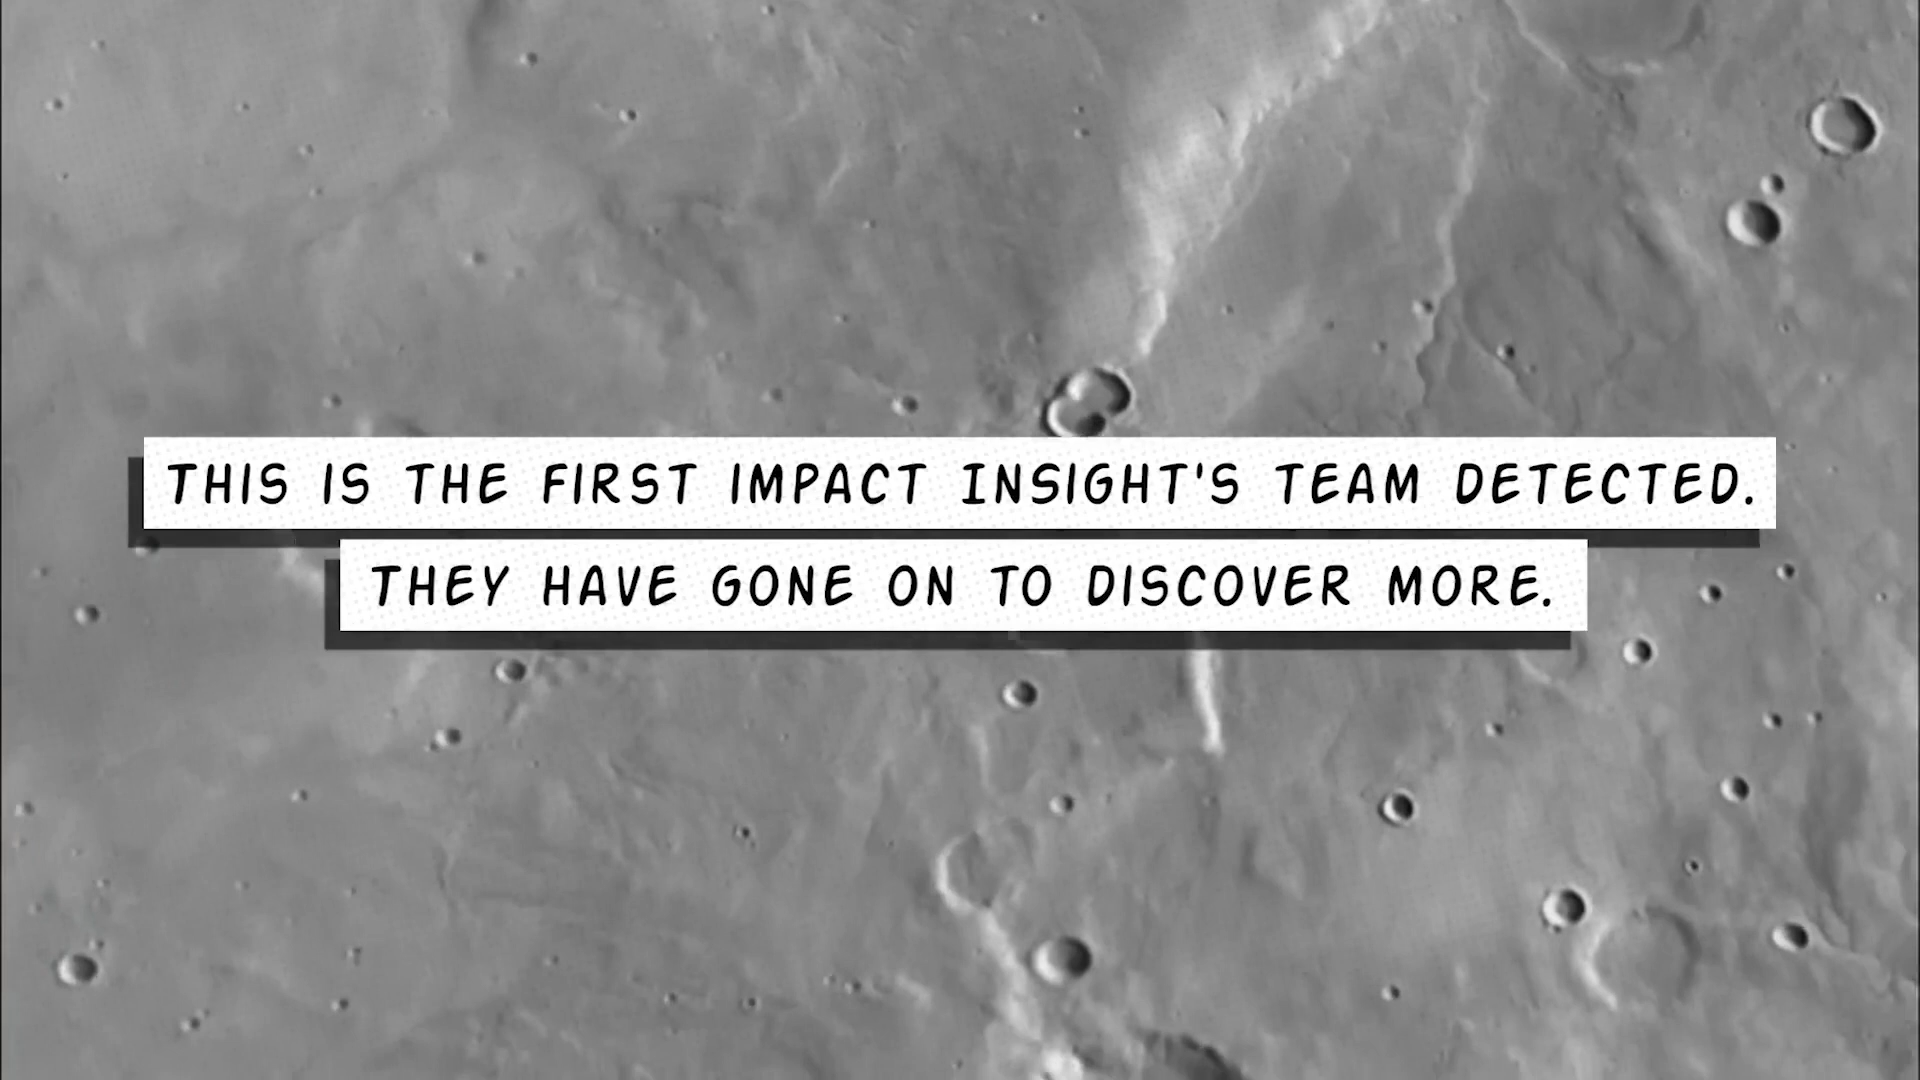 THIS IS THE FIRST IMPACT INSIGHT'S TEAM DETECTED.
THEY HAVE GONE ON TO DISCOVER MORE.